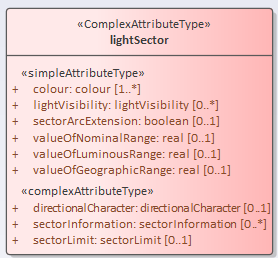 «ComplexAttributeType»
lightSector
«simpleAttributeType»
+ colour: colour [1..*]
+ lightVisibility: lightVisibility [0..*]
+ sectorArcExtension: boolean [0..1]
+ valueOfNominalRange: real [0..1]
+ valueOfLuminousRange: real [0..1]
+ valueOfGeographicRange: real [0..1]
«complexAttributeType»
+ directionalCharacter: directionalCharacter [0..1]
+ sectorInformation: sectorInformation [0..*]
+ sectorLimit: sectorLimit [0..1]